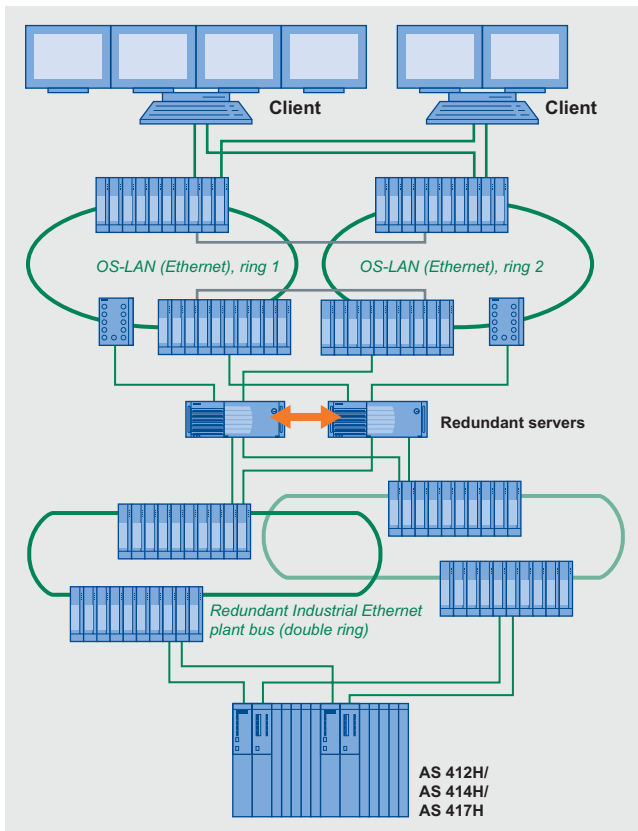 Client
Client
OS-LAN (Ethernet), ring 1
OS-LAN (Ethernet), ring 2
Redundant servers
Redundant Industrial Ethernet
plant bus (double ring)
AS 412H/
AS 414H/
AS 417H